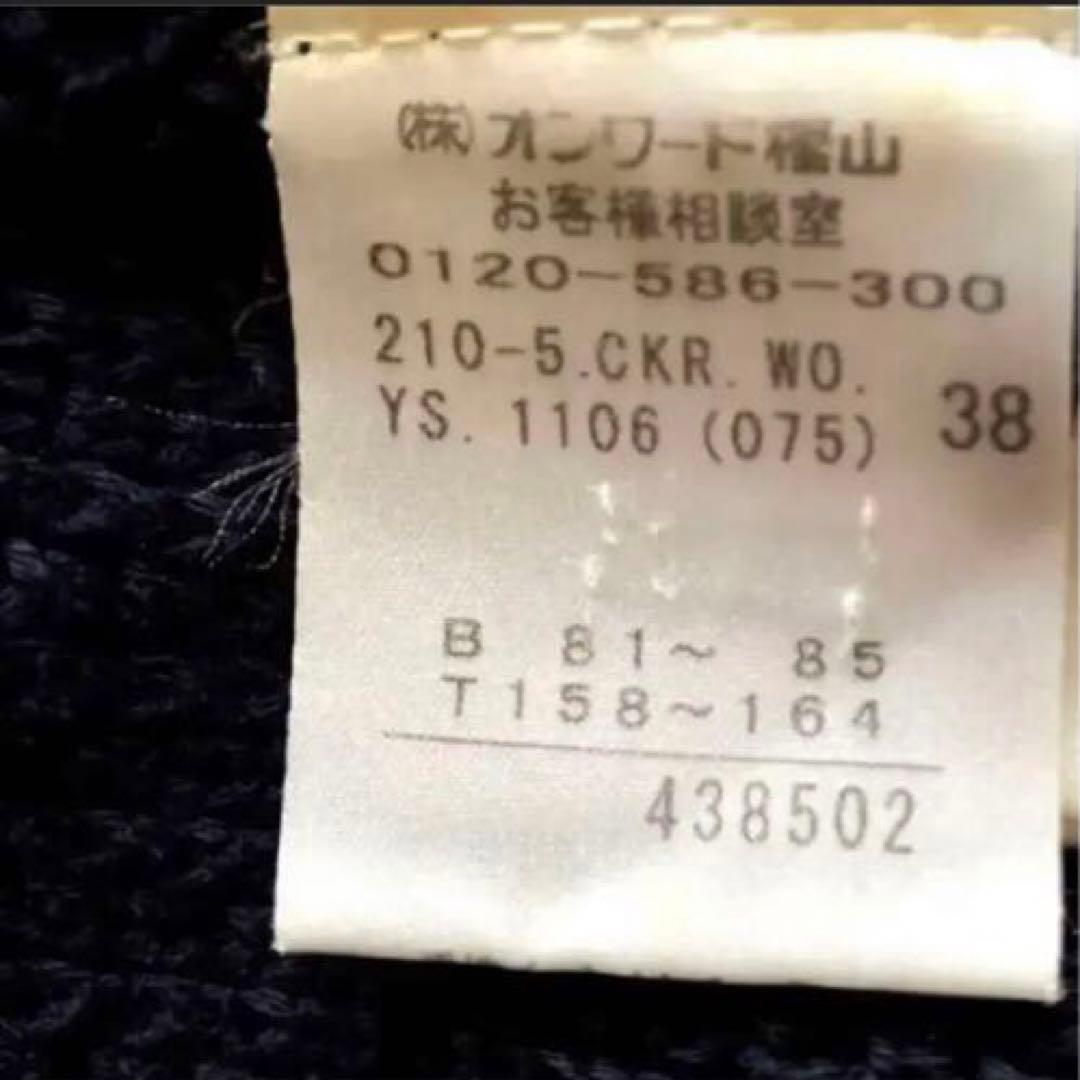 ㈱オンワード樫山
お客様相談室
0120-586-300
210-5.CKR. WO.
YS. 1106 (075) 38
B 81～ 85
T158～164
438502